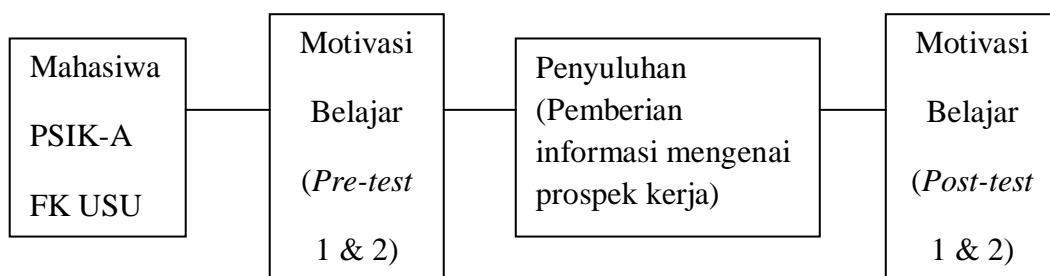 Mahasiwa
PSIK-A
FK USU
Motivasi
Belajar
(Pre-test
1 & 2)
Penyuluhan
(Pemberian
informasi mengenai
prospek kerja)
Motivasi
Belajar
(Post-test
1 & 2)